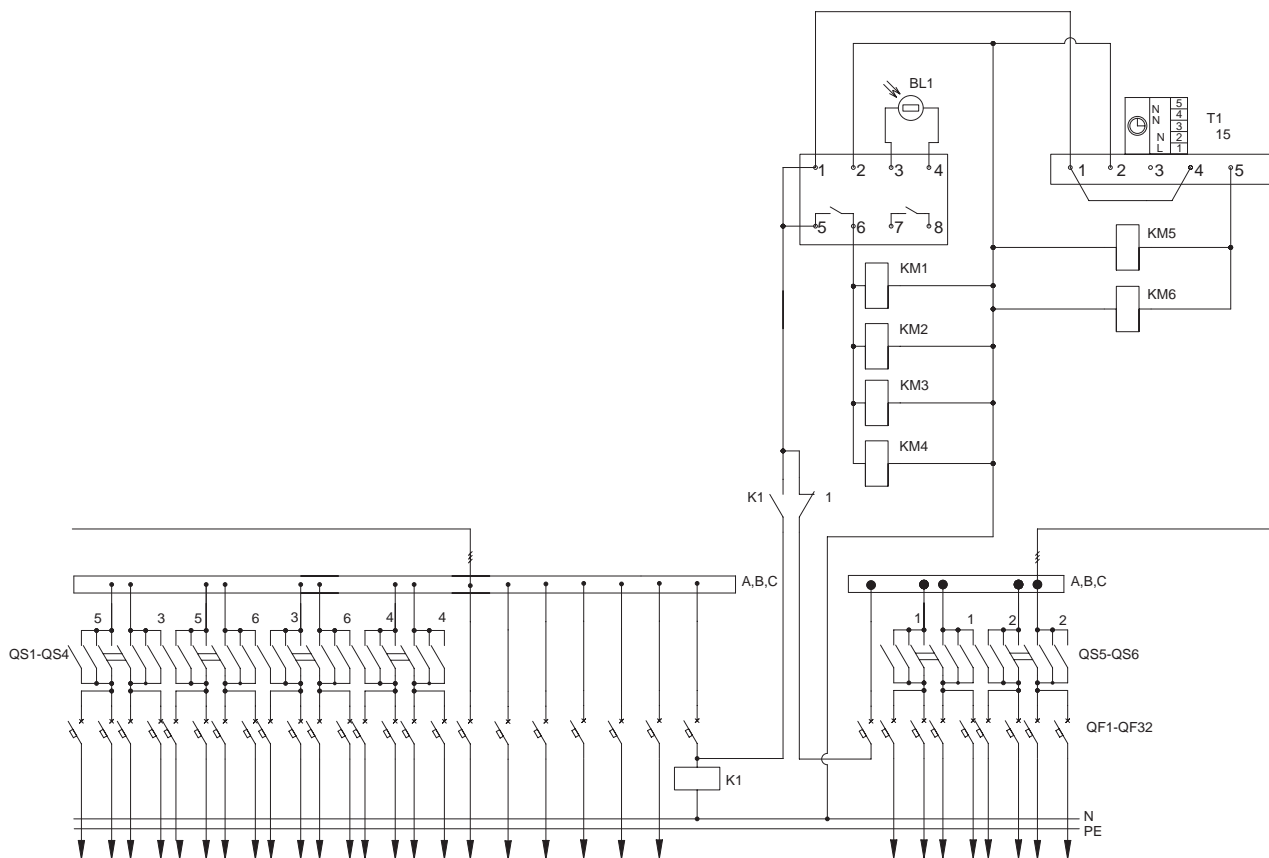 BL1
N 5
N 4
3
N 2
L 1
T1
15
1 2 3 4
1 2 3 4 5
5 6 7 8
KM5
KM1
KM6
KM2
KM3
KM4
K1 1
A,B,C A,B,C
5 3 5 6 3 6 4 4 1 1 2 2
QS1-QS4 QS5-QS6
QF1-QF32
K1
N
PE